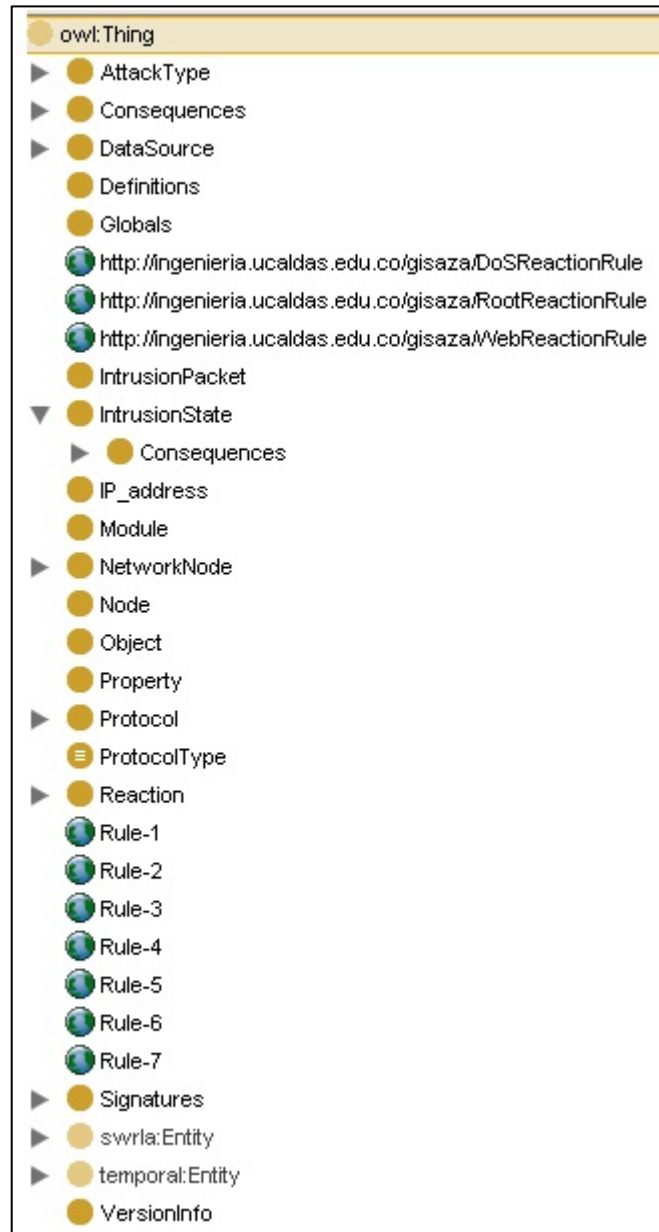 owl:Thing
AttackType
Consequences
DataSource
Definitions
Globals
http://ingenieria.ucaldas.edu.co/gisaza/DoSReactionRule
http://ingenieria.ucaldas.edu.co/gisaza/RootReactionRule
http://ingenieria.ucaldas.edu.co/gisaza/WebReactionRule
IntrusionPacket
IntrusionState
Consequences
IP_address
Module
NetworkNode
Node
Object
Property
Protocol
ProtocolType
Reaction
Rule-1
Rule-2
Rule-3
Rule-4
Rule-5
Rule-6
Rule-7
Signatures
swrla:Entity
temporal:Entity
VersionInfo